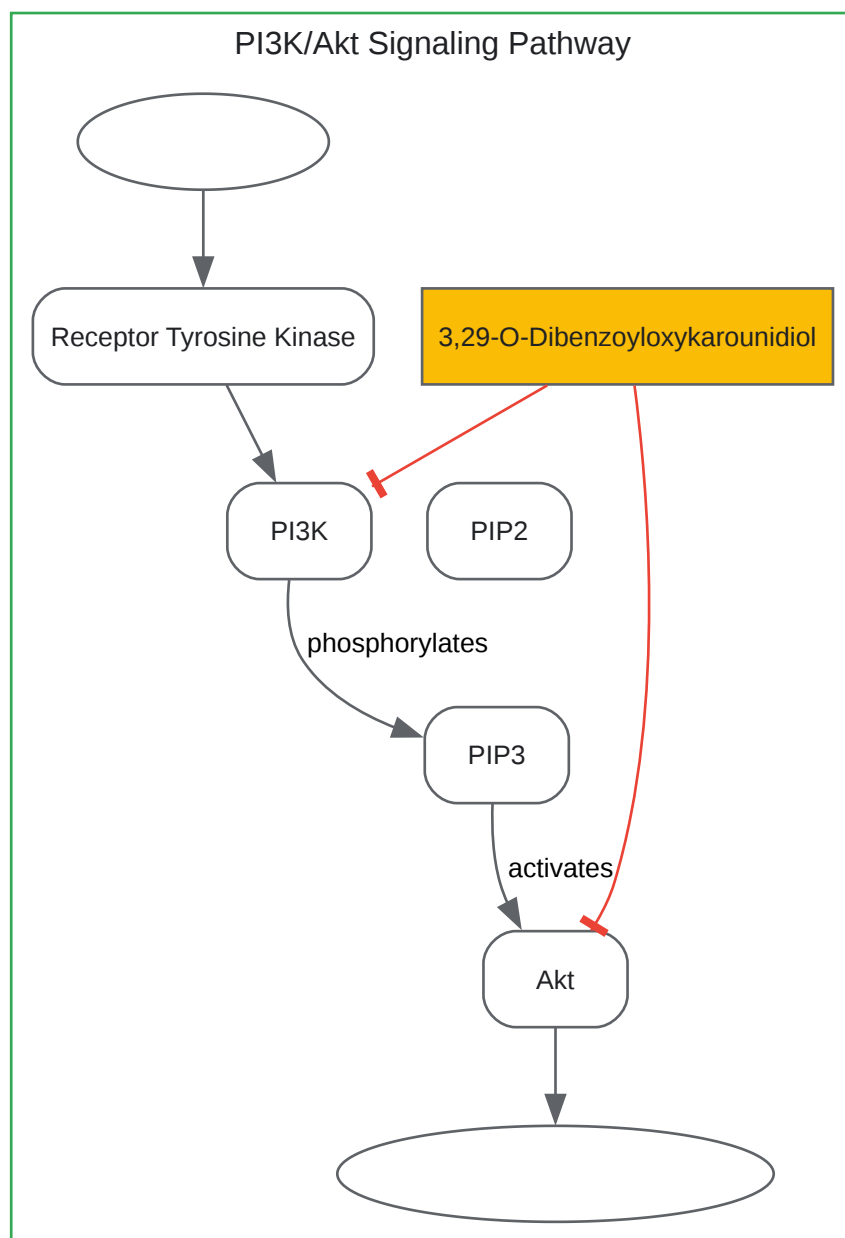 PI3K/Akt Signaling Pathway
Receptor Tyrosine Kinase
3,29-O-Dibenzoyloxykarounidiol
PI3K
PIP2
phosphorylates
PIP3
activates
Akt